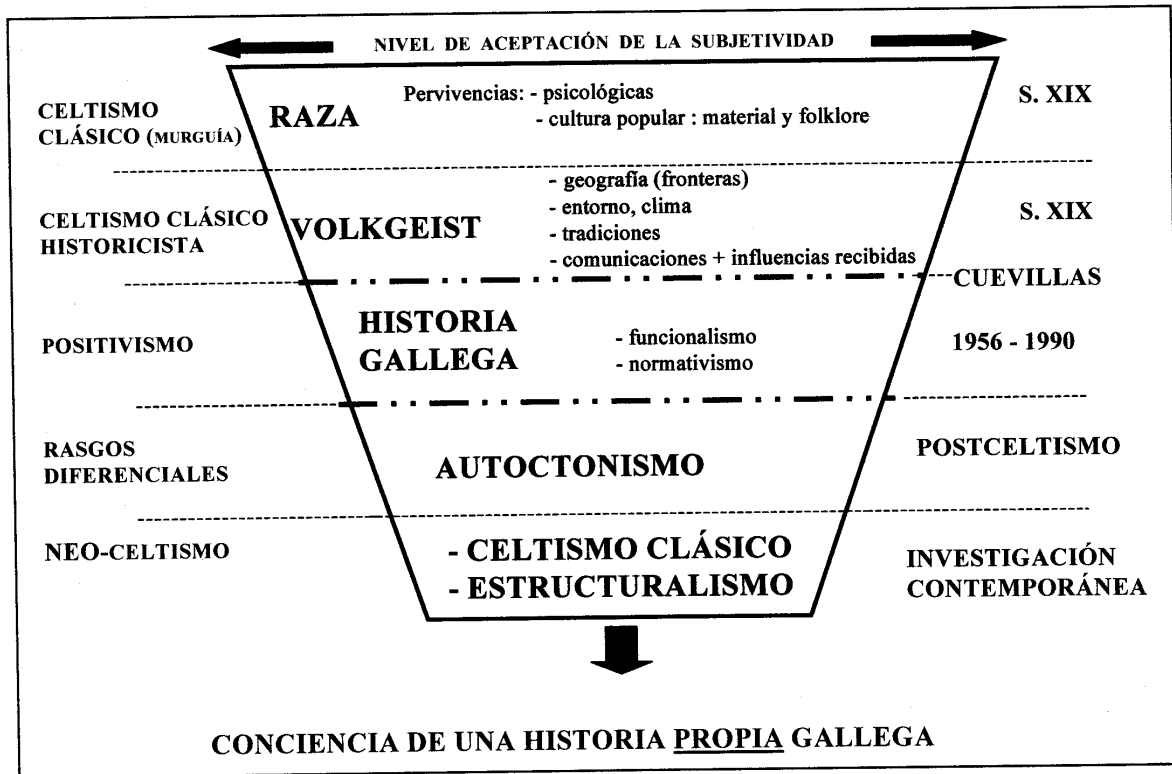 NIVEL DE ACEPTACIÓN DE LA SUBJETIVIDAD
CELTISMO
CLÁSICO (MURGUÍA)
RAZA
Pervivencias: - psicológicas
- cultura popular : material y folklore
S. XIX
CELTISMO CLÁSICO
HISTORICISTA
VOLKGEIST
- geografía (fronteras)
- entorno, clima
- tradiciones
- comunicaciones + influencias recibidas
S. XIX
CUEVILLAS
POSITIVISMO
HISTORIA
GALLEGA
- funcionalismo
- normativismo
1956 - 1990
RASGOS
DIFERENCIALES
AUTOCTONISMO
POSTCELTISMO
NEO-CELTISMO
- CELTISMO CLÁSICO
- ESTRUCTURALISMO
INVESTIGACIÓN
CONTEMPORÁNEA
CONCIENCIA DE UNA HISTORIA PROPIA GALLEGA